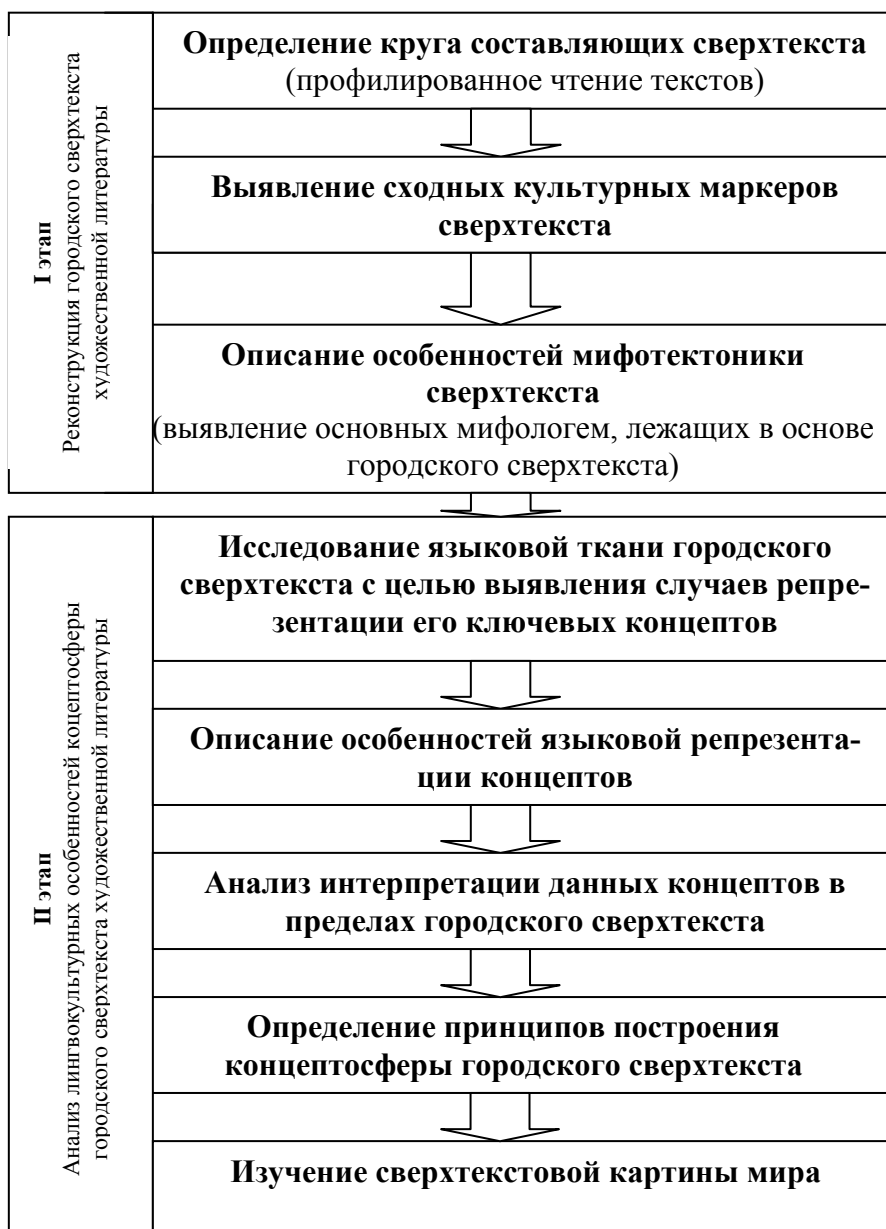 I этап
Реконструкция городского сверхтекста
художественной литературы
Определение круга составляющих сверхтекста
(профилированное чтение текстов)
Выявление сходных культурных маркеров
сверхтекста
Описание особенностей мифотектоники
сверхтекста
(выявление основных мифологем, лежащих в основе
городского сверхтекста)
II этап
Анализ лингвокультурных особенностей коцептосферы
городского сверхтекста художественной литературы
Исследование языковой ткани городского
сверхтекста с целью выявления случаев репре-
зентации его ключевых концептов
Описание особенностей языковой репрезента-
ции концептов
Анализ интерпретации данных концептов в
пределах городского сверхтекста
Определение принципов построения
концептосферы городского сверхтекста
Изучение сверхтекстовой картины мира